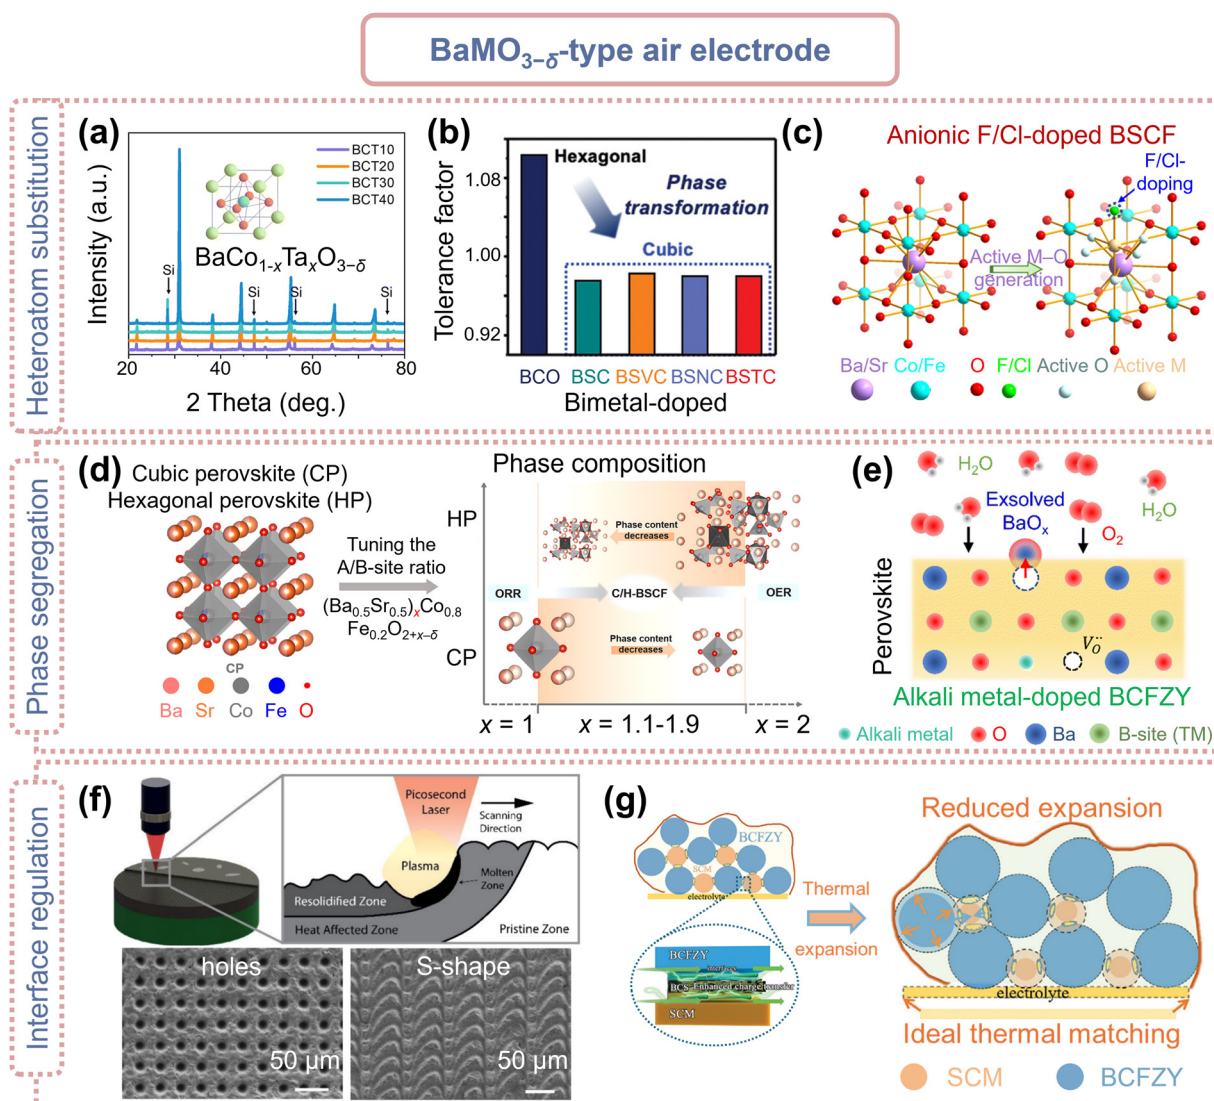 BaMO₃₋δ-type air electrode
Heteroatom substitution
(a)
Intensity (a.u.)
BCT10
BCT20
BCT30
BCT40
BaCo₁₋ₓTaₓO₃₋δ
Si
Si
Si
Si
20
40
60
80
2 Theta (deg.)
(b)
Tolerance factor
1.08
1.00
0.92
Hexagonal
Phase
transformation
Cubic
BCO
BSC
BSVC
BSNC
BSTC
Bimetal-doped
(c)
Anionic F/Cl-doped BSCF
F/Cl-
doping
Active M–O
generation
Ba/Sr
Co/Fe
O
F/Cl
Active O
Active M
Phase segregation
(d)
Cubic perovskite (CP)
Hexagonal perovskite (HP)
CP
Ba
Sr
Co
Fe
O
Tuning the
A/B-site ratio
(Ba₀.₅Sr₀.₅)ₓCo₀.₈
Fe₀.₂O₂₊ₓ₋δ
Phase composition
HP
CP
Phase content
decreases
ORR
C/H-BSCF
OER
Phase content
decreases
x = 1
x = 1.1-1.9
x = 2
(e)
H₂O
H₂O
Exsolved
BaOₓ
O₂
Perovskite
V_O^··
Alkali metal-doped BCFZY
Alkali metal
O
Ba
B-site (TM)
Interface regulation
(f)
Picosecond
Laser
Scanning
Direction
Plasma
Molten
Zone
Resolidified Zone
Heat Affected Zone
Pristine Zone
holes
50 µm
S-shape
50 µm
(g)
BCFZY
SCM
electrolyte
Thermal
expansion
BCFZY
BCS
Enhanced charge transfer
SCM
Reduced expansion
electrolyte
Ideal thermal matching
SCM
BCFZY